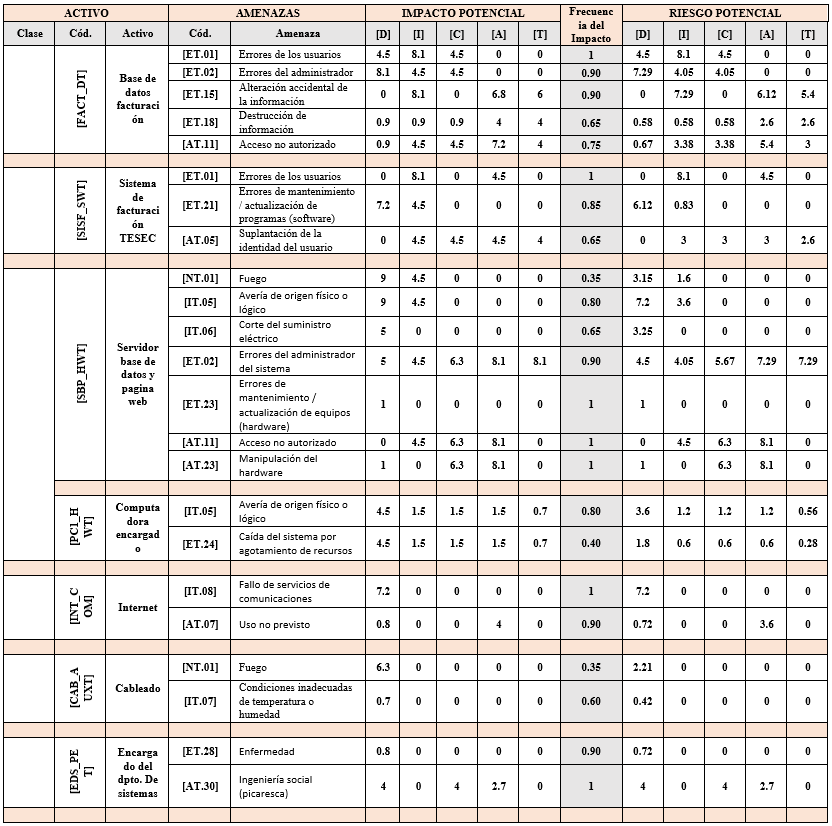 ACTIVO AMENAZAS IMPACTO POTENCIAL Frecuenc RIESGO POTENCIAL
ia del
Clase Cód. Activo Cód. Amenaza [D] [I] [C] [A] [T] Impacto [D] [I] [C] [A] [T]
[FACT_DT]
Base de
datos
facturaci
ón
[ET.01] Errores de los usuarios 4.5 8.1 4.5 0 0 1 4.5 8.1 4.5 0 0
[ET.02] Errores del administrador 8.1 4.5 4.5 0 0 0.90 7.29 4.05 4.05 0 0
[ET.15] Alteración accidental de
la información 0 8.1 0 6.8 6 0.90 0 7.29 0 6.12 5.4
[ET.18] Destrucción de
información 0.9 0.9 0.9 4 4 0.65 0.58 0.58 0.58 2.6 2.6
[AT.11] Acceso no autorizado 0.9 4.5 4.5 7.2 4 0.75 0.67 3.38 3.38 5.4 3
[SISF_SWT]
Sistema
de
facturaci
ón
TESEC
[ET.01] Errores de los usuarios 0 8.1 0 4.5 0 1 0 8.1 0 4.5 0
[ET.21] Errores de mantenimiento
/ actualización de
programas (software) 7.2 4.5 0 0 0 0.85 6.12 0.83 0 0 0
[AT.05] Suplantación de la
identidad del usuario 0 4.5 4.5 4.5 4 0.65 0 3 3 3 2.6
[SBP_HWT]
Servidor
base de
datos y
pagina
web
[NT.01] Fuego 9 4.5 0 0 0 0.35 3.15 1.6 0 0 0
[IT.05] Avería de origen físico o
lógico 9 4.5 0 0 0 0.80 7.2 3.6 0 0 0
[IT.06] Corte del suministro
eléctrico 5 0 0 0 0 0.65 3.25 0 0 0 0
[ET.02] Errores del administrador
del sistema 5 4.5 6.3 8.1 8.1 0.90 4.5 4.05 5.67 7.29 7.29
[ET.23] Errores de
mantenimiento /
actualización de equipos
(hardware) 1 0 0 0 0 1 1 0 0 0 0
[AT.11] Acceso no autorizado 0 4.5 6.3 8.1 0 1 0 4.5 6.3 8.1 0
[AT.23] Manipulación del
hardware 1 0 6.3 8.1 0 1 1 0 6.3 8.1 0
[PC1_H
WT]
Computa
dora
encargad
o
[IT.05] Avería de origen físico o
lógico 4.5 1.5 1.5 1.5 0.7 0.80 3.6 1.2 1.2 1.2 0.56
[ET.24] Caída del sistema por
agotamiento de recursos 4.5 1.5 1.5 1.5 0.7 0.40 1.8 0.6 0.6 0.6 0.28
[INT_C
OM]
Internet
[IT.08] Fallo de servicios de
comunicaciones 7.2 0 0 0 0 1 7.2 0 0 0 0
[AT.07] Uso no previsto 0.8 0 0 4 0 0.90 0.72 0 0 3.6 0
[CAB_A
UXT]
Cableado
[NT.01] Fuego 6.3 0 0 0 0 0.35 2.21 0 0 0 0
[IT.07] Condiciones inadecuadas
de temperatura o
humedad 0.7 0 0 0 0 0.60 0.42 0 0 0 0
[EDS_PE
T]
Encarga
do del
dpto. De
sistemas
[ET.28] Enfermedad 0.8 0 0 0 0 0.90 0.72 0 0 0 0
[AT.30] Ingeniería social
(picaresca) 4 0 4 2.7 0 1 4 0 4 2.7 0